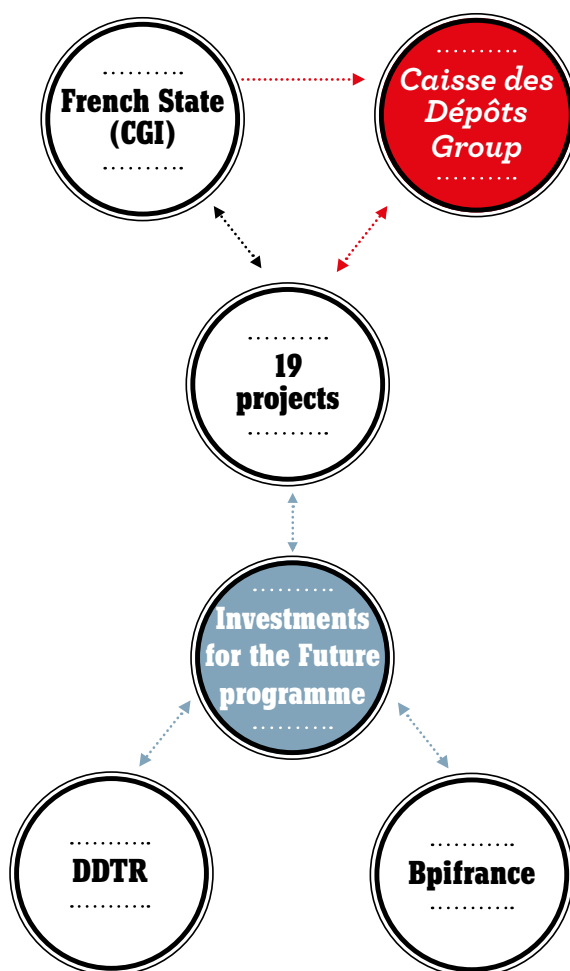 French State
(CGI)
Caisse des
Dépôts
Group
19
projects
Investments
for the Future
programme
DDTR
Bpifrance